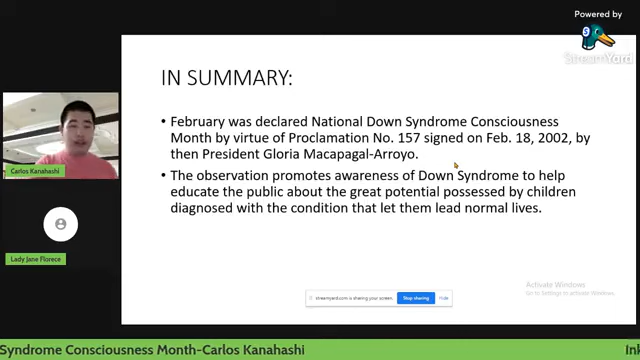 Powered by
StreamYard
IN SUMMARY:
• February was declared National Down Syndrome Consciousness
Month by virtue of Proclamation No. 157 signed on Feb. 18, 2002, by
then President Gloria Macapagal-Arroyo.
• The observation promotes awareness of Down Syndrome to help
educate the public about the great potential possessed by children
diagnosed with the condition that let them lead normal lives.
Carlos Kanahashi
Lady Jane Florece
Activate Windows
Go to Settings to activate Windows.
streamyard.com is sharing your screen.
Stop sharing
Hide
Syndrome Consciousness Month-Carlos Kanahashi
Ink